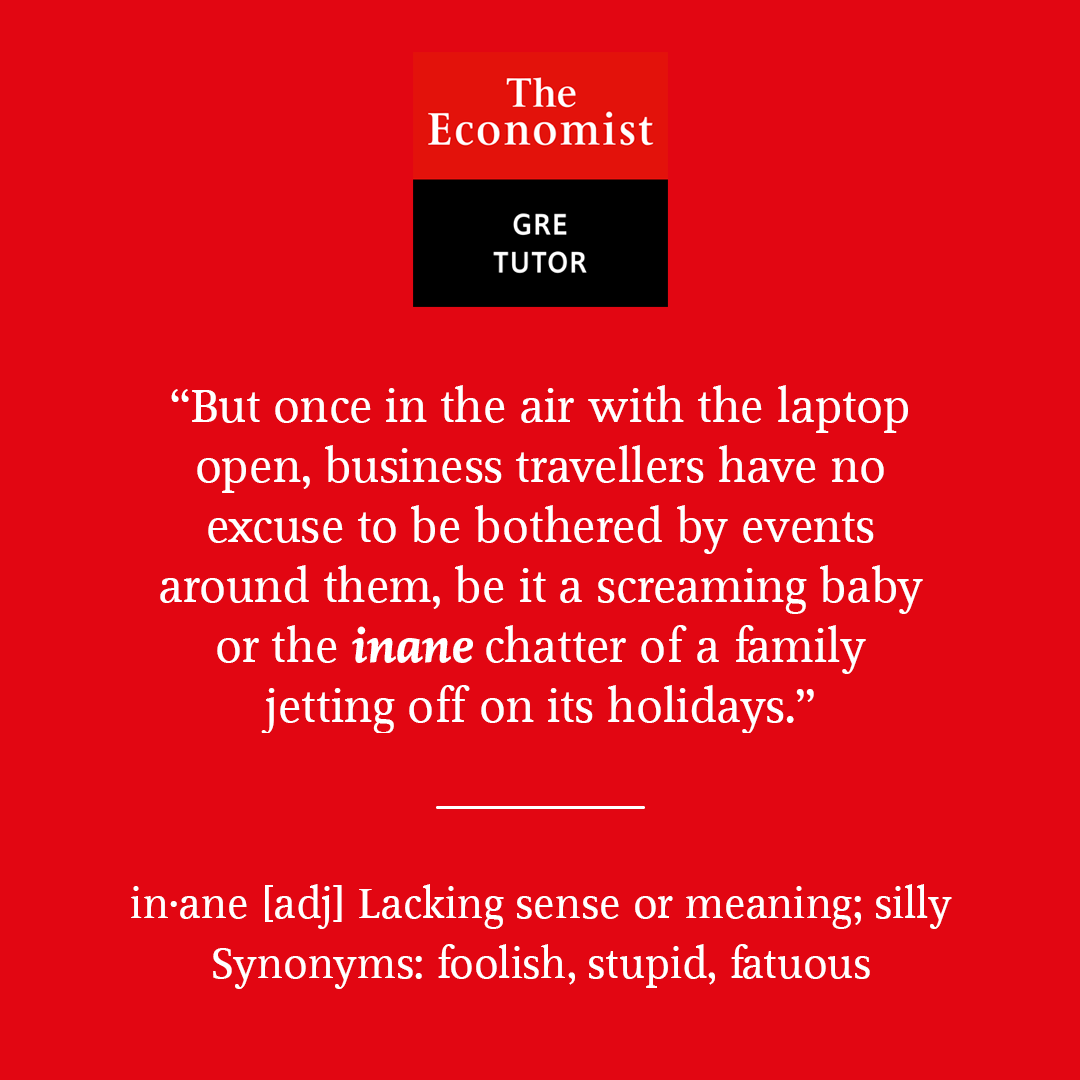 The
Economist
GRE
TUTOR
“But once in the air with the laptop
open, business travellers have no
excuse to be bothered by events
around them, be it a screaming baby
or the inane chatter of a family
jetting off on its holidays.”
in·ane [adj] Lacking sense or meaning; silly
Synonyms: foolish, stupid, fatuous